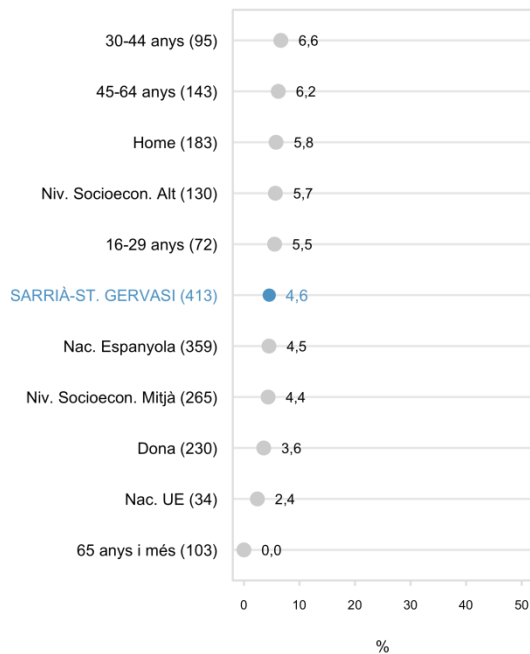 30-44 anys (95) 6,6
45-64 anys (143) 6,2
Home (183) 5,8
Niv. Socioecon. Alt (130) 5,7
16-29 anys (72) 5,5
SARRIÀ-ST. GERVASI (413) 4,6
Nac. Espanyola (359) 4,5
Niv. Socioecon. Mitjà (265) 4,4
Dona (230) 3,6
Nac. UE (34) 2,4
65 anys i més (103) 0,0
0 10 20 30 40 50
%